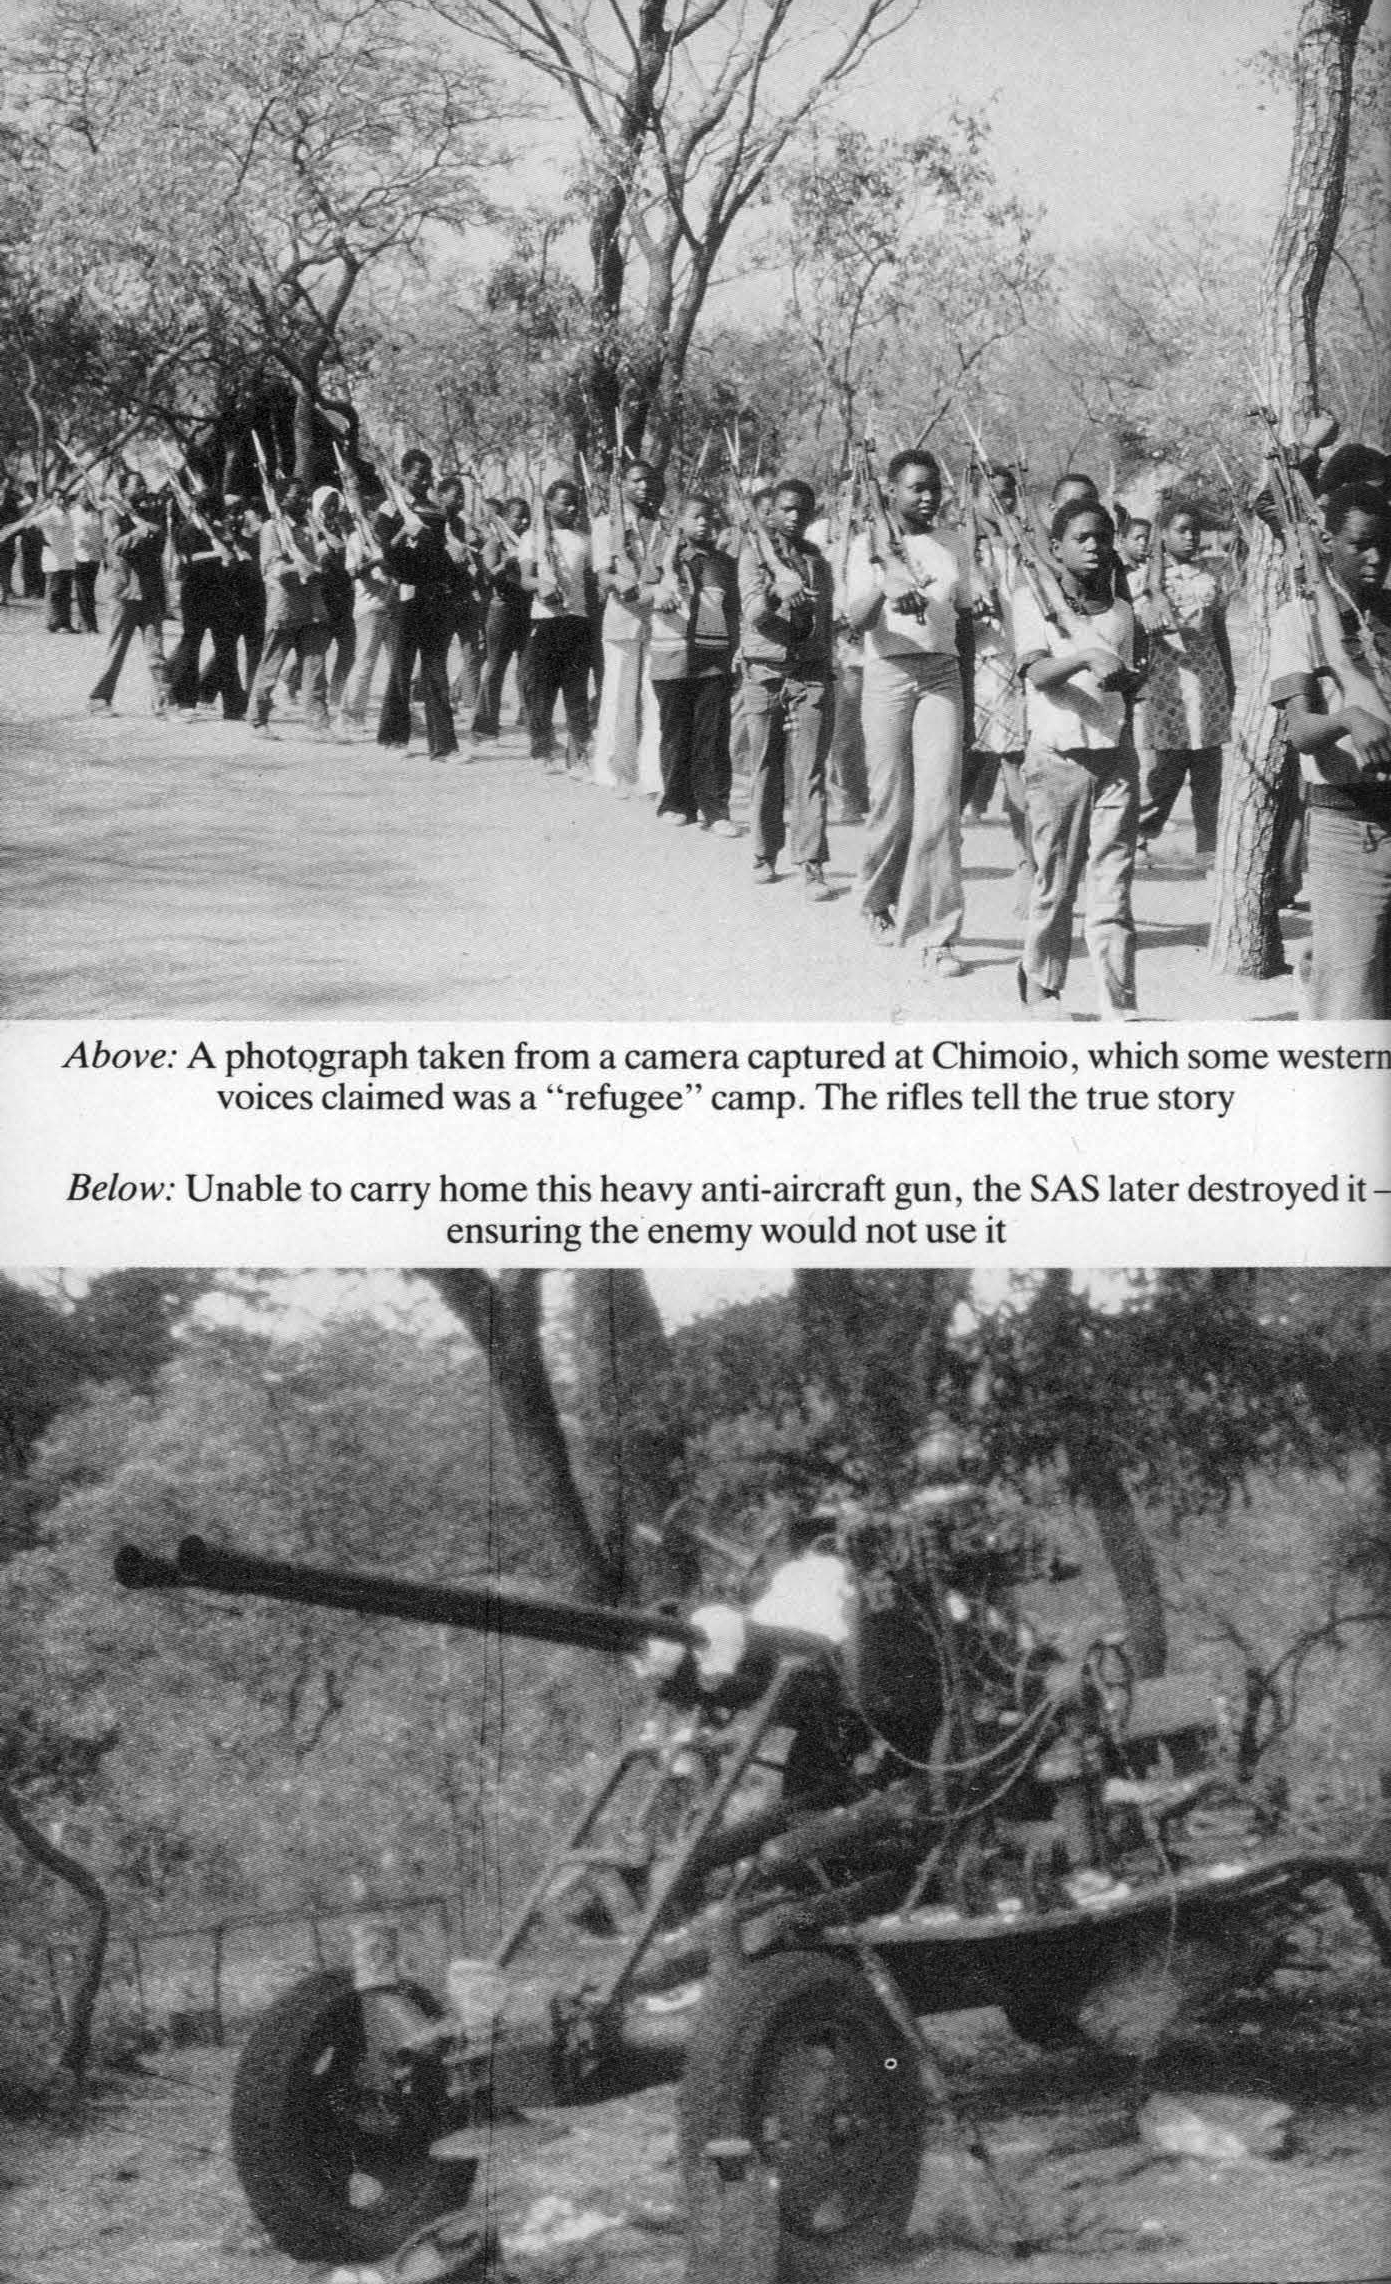 Above: A photograph taken from a camera captured at Chimoio, which some western
voices claimed was a “refugee” camp. The rifles tell the true story
Below: Unable to carry home this heavy anti-aircraft gun, the SAS later destroyed it –
ensuring the enemy would not use it